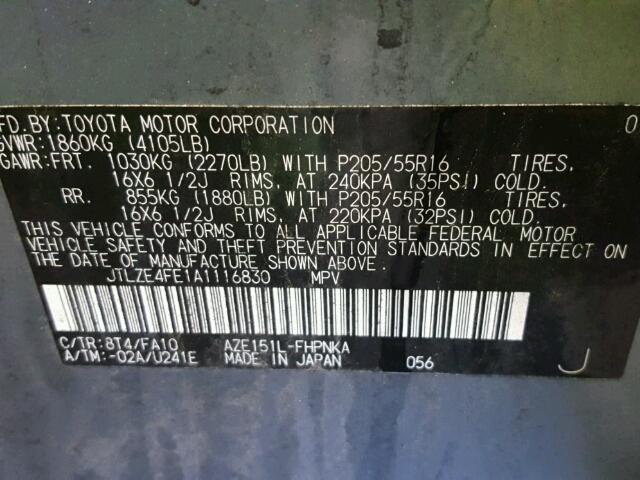 FD. BY: TOYOTA MOTOR CORPORATION 0
GVWR: 1860KG (4105LB)
GAWR: FRT. 1030KG (2270LB) WITH P205/55R16 TIRES,
16X6 1/2J RIMS, AT 240KPA (35PSI) COLD.
RR. 855KG (1880LB) WITH P205/55R16 TIRES,
16X6 1/2J RIMS, AT 220KPA (32PSI) COLD.
THIS VEHICLE CONFORMS TO ALL APPLICABLE FEDERAL MOTOR
VEHICLE SAFETY AND THEFT PREVENTION STANDARDS IN EFFECT ON
THE DATE OF MANUFACTURE SHOWN ABOVE.
JTLZE4FE1A1116830 MPV
C/TR: 8T4/FA10 AZE151L-FHPNKA
A/TM: -02A/U241E MADE IN JAPAN 056 J